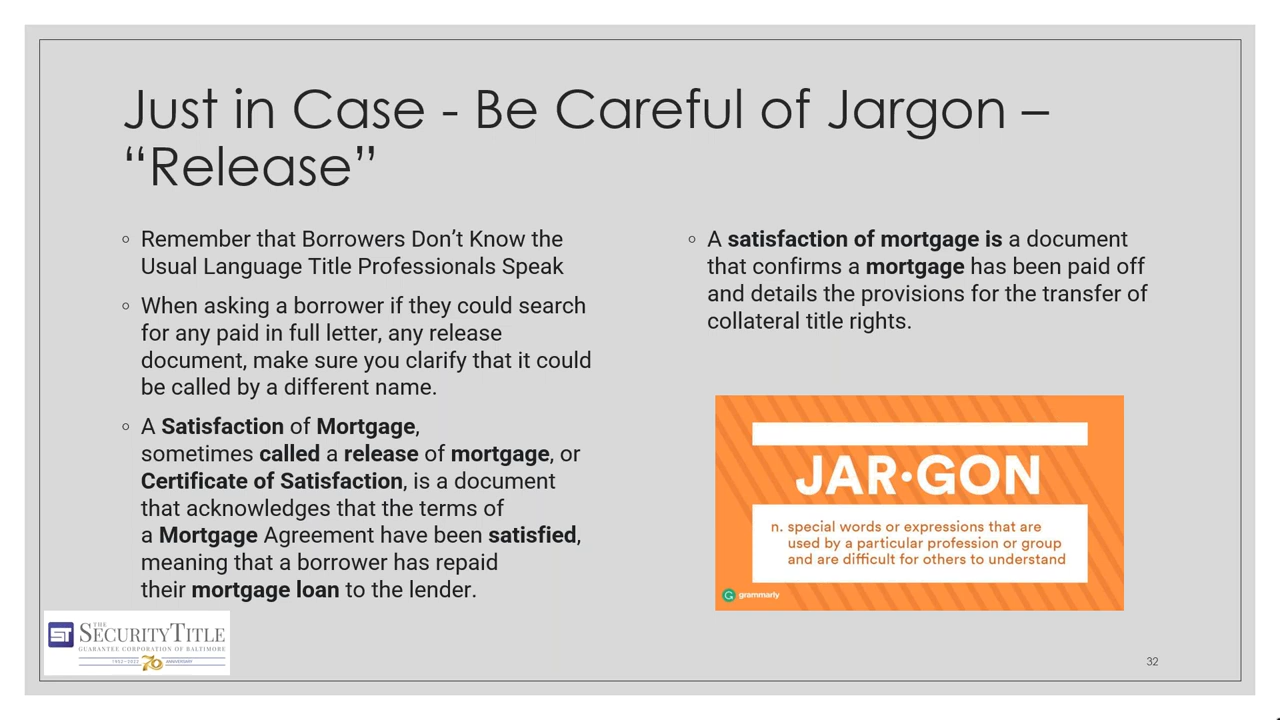 Just in Case - Be Careful of Jargon –
“Release”
◦ Remember that Borrowers Don’t Know the
Usual Language Title Professionals Speak
◦ When asking a borrower if they could search
for any paid in full letter, any release
document, make sure you clarify that it could
be called by a different name.
◦ A Satisfaction of Mortgage,
sometimes called a release of mortgage, or
Certificate of Satisfaction, is a document
that acknowledges that the terms of
a Mortgage Agreement have been satisfied,
meaning that a borrower has repaid
their mortgage loan to the lender.
◦ A satisfaction of mortgage is a document
that confirms a mortgage has been paid off
and details the provisions for the transfer of
collateral title rights.
JAR·GON
n. special words or expressions that are
used by a particular profession or group
and are difficult for others to understand
G grammarly
ST THE SECURITY TITLE
GUARANTEE CORPORATION OF BALTIMORE
1952-2022 70 ANNIVERSARY
32